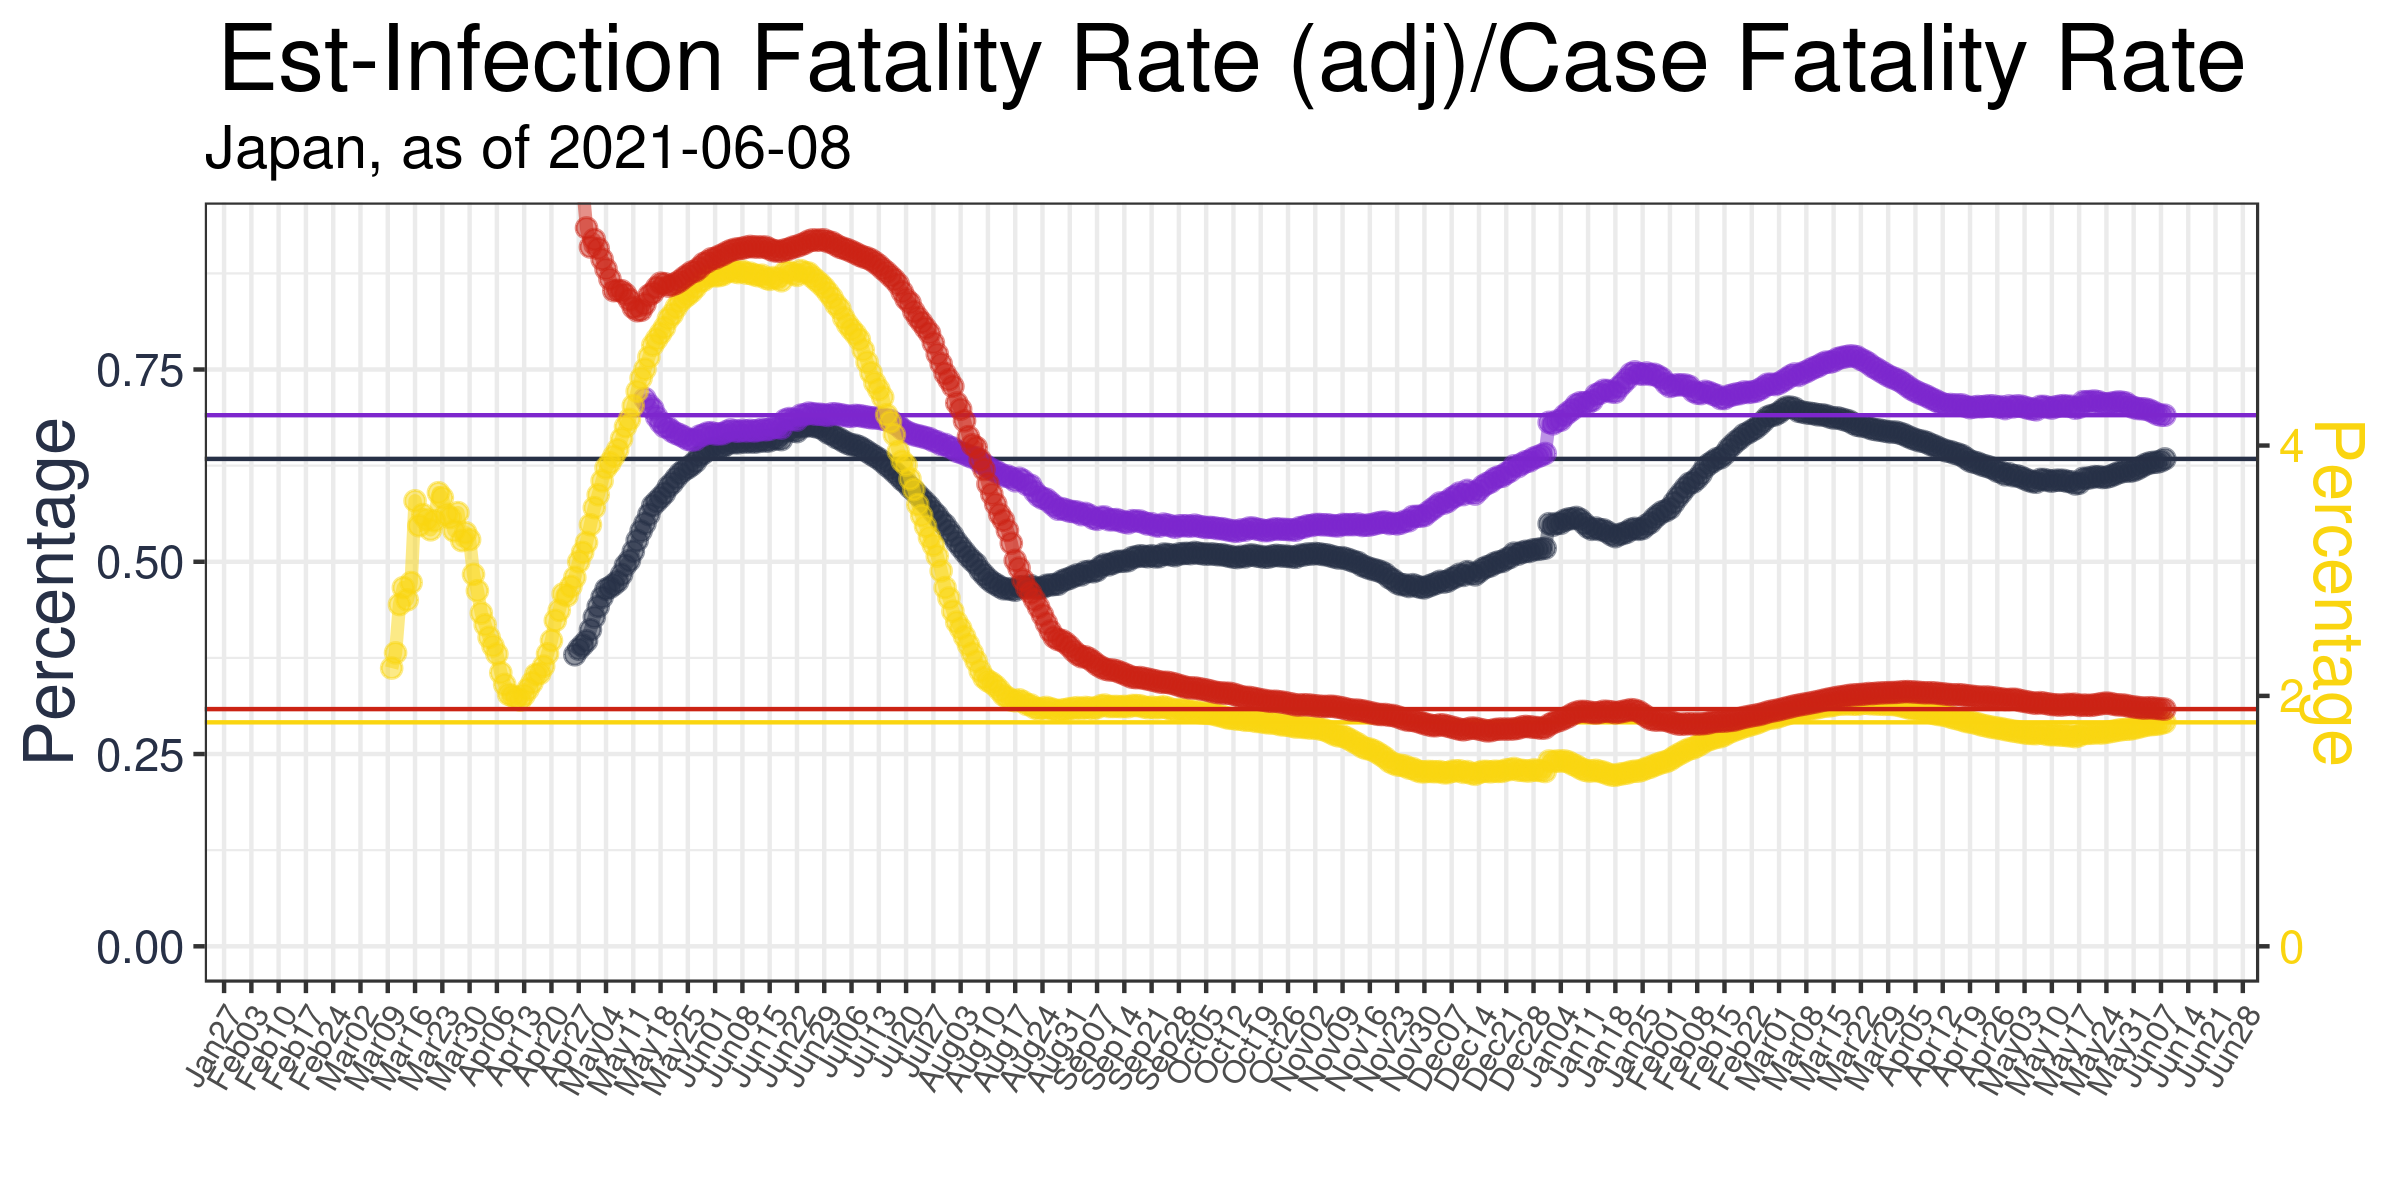 Est-Infection Fatality Rate (adj)/Case Fatality Rate
Japan, as of 2021-06-08
Percentage
0.75
0.50
0.25
0.00
4
2
0
Percentage
Jan27
Feb03
Feb10
Feb17
Feb24
Mar02
Mar09
Mar16
Mar23
Mar30
Apr06
Apr13
Apr20
Apr27
May04
May11
May18
May25
Jun01
Jun08
Jun15
Jun22
Jun29
Jul06
Jul13
Jul20
Jul27
Aug03
Aug10
Aug17
Aug24
Aug31
Sep07
Sep14
Sep21
Sep28
Oct05
Oct12
Oct19
Oct26
Nov02
Nov09
Nov16
Nov23
Nov30
Dec07
Dec14
Dec21
Dec28
Jan04
Jan11
Jan18
Jan25
Feb01
Feb08
Feb15
Feb22
Mar01
Mar08
Mar15
Mar22
Mar29
Apr05
Apr12
Apr19
Apr26
May03
May10
May17
May24
May31
Jun07
Jun14
Jun21
Jun28